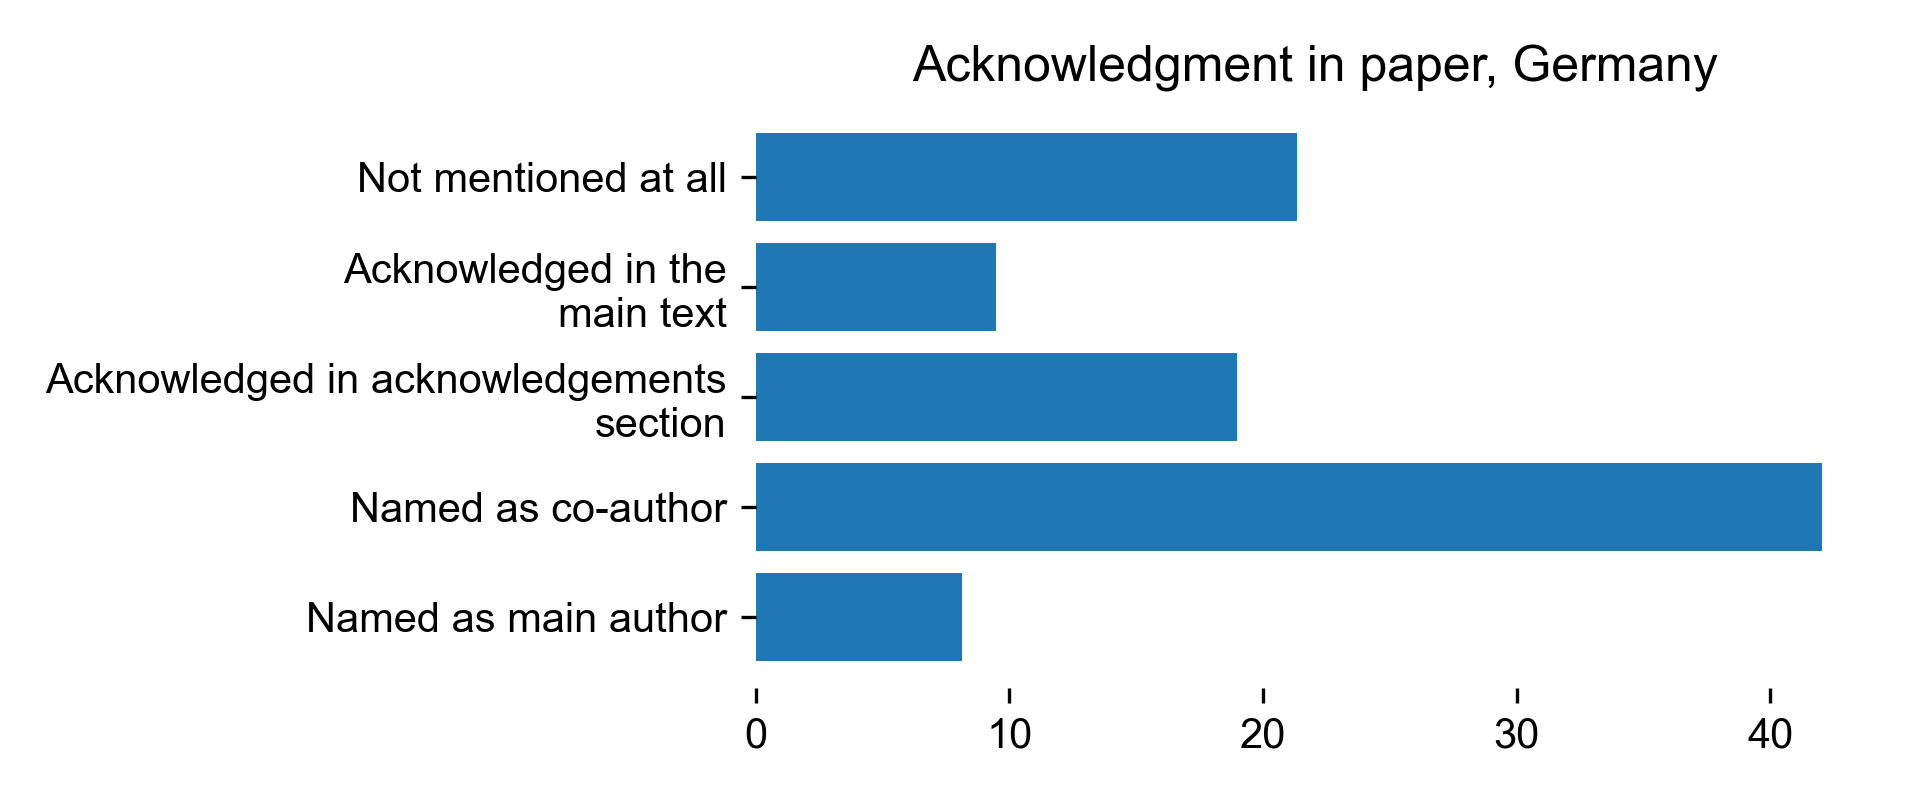 Acknowledgment in paper, Germany
Not mentioned at all
Acknowledged in the
main text
Acknowledged in acknowledgements
section
Named as co-author
Named as main author
0 10 20 30 40